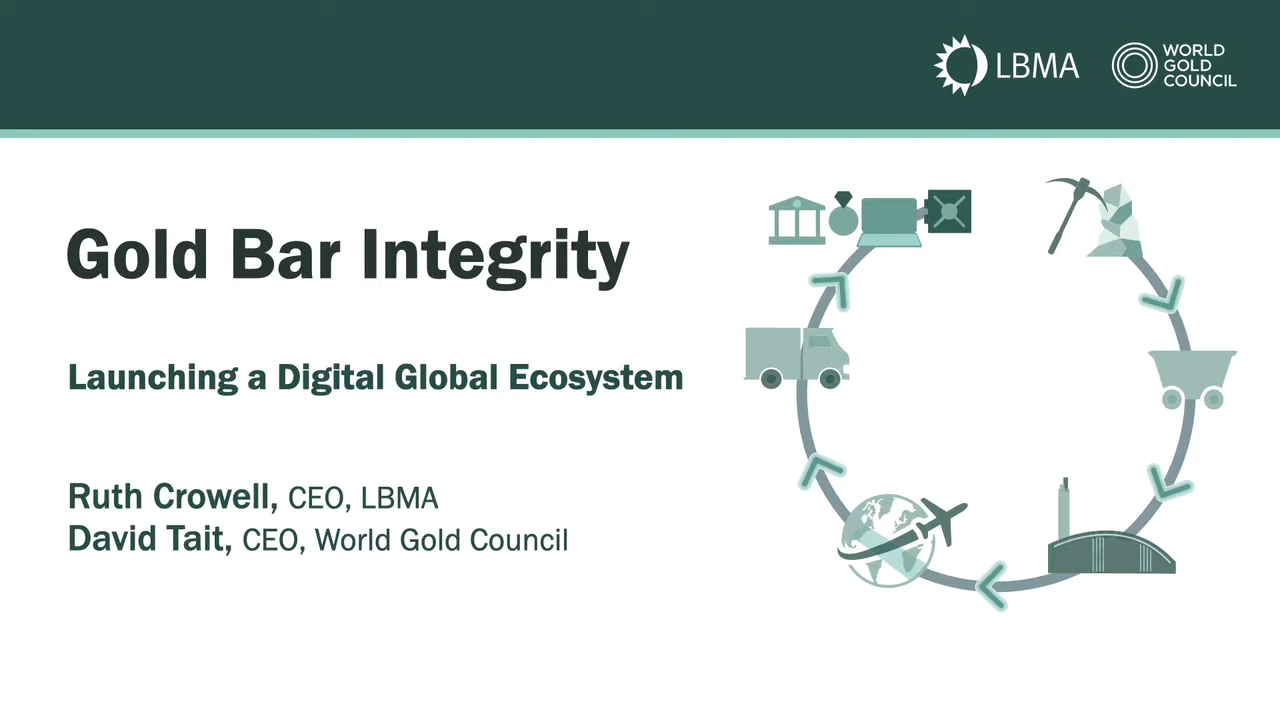 LBMA
WORLD
GOLD
COUNCIL
Gold Bar Integrity
Launching a Digital Global Ecosystem
Ruth Crowell, CEO, LBMA
David Tait, CEO, World Gold Council